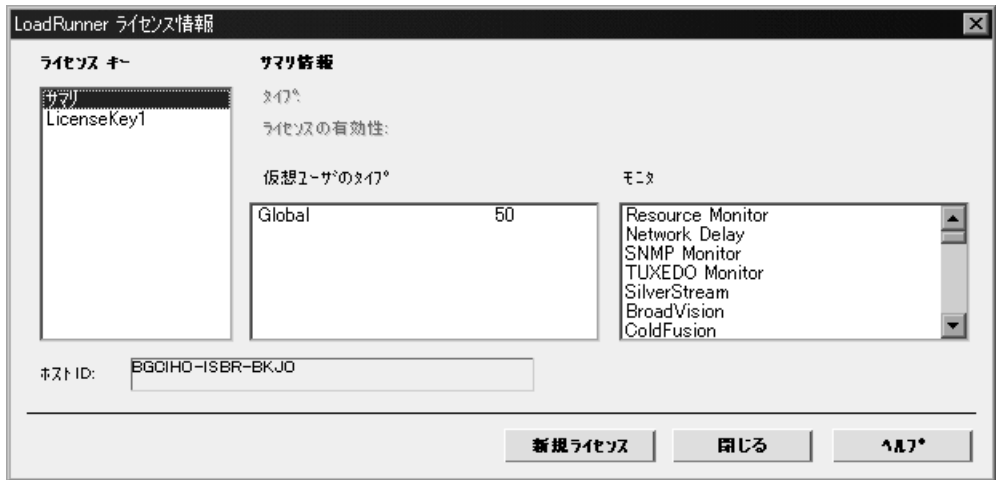 LoadRunner ライセンス情報
ライセンス キー
サマリ情報
サマリ
LicenseKey1
タイプ:
ライセンスの有効性:
仮想ユーザのタイプ
モニタ
Global 50
Resource Monitor
Network Delay
SNMP Monitor
TUXEDO Monitor
SilverStream
BroadVision
ColdFusion
ホスト ID:
BGCIHO-ISBR-BKJO
新規ライセンス
閉じる
ヘルプ